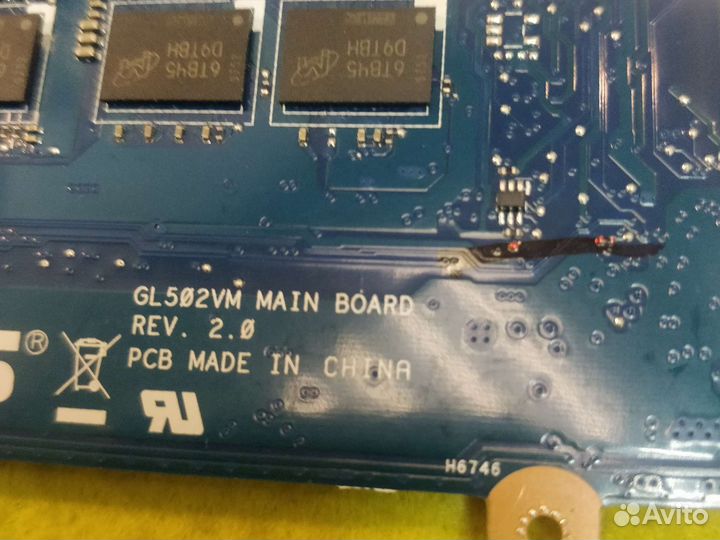 6TB45
D9TBH
6TB45
D9TBH
GL502VM MAIN BOARD
REV. 2.0
PCB MADE IN CHINA
®
H6746
Avito